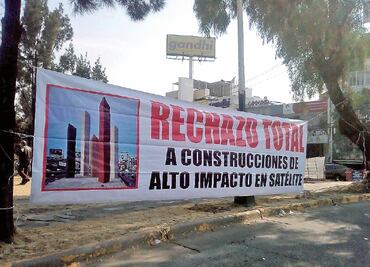 gandhi
RECHAZO TOTAL
A CONSTRUCCIONES DE
ALTO IMPACTO EN SATÉLITE